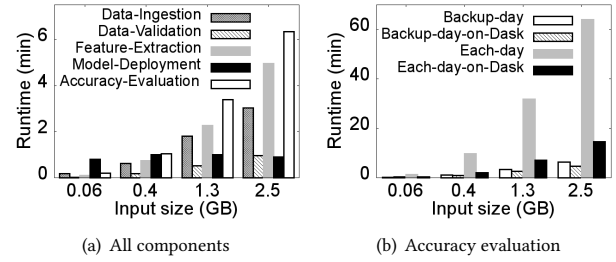 Data-Ingestion
Data-Validation
Feature-Extraction
Model-Deployment
Accuracy-Evaluation
Runtime (min)
6
4
2
0
0.06 0.4 1.3 2.5
Input size (GB)
(a) All components
Backup-day
Backup-day-on-Dask
Each-day
Each-day-on-Dask
Runtime (min)
60
40
20
0
0.06 0.4 1.3 2.5
Input size (GB)
(b) Accuracy evaluation